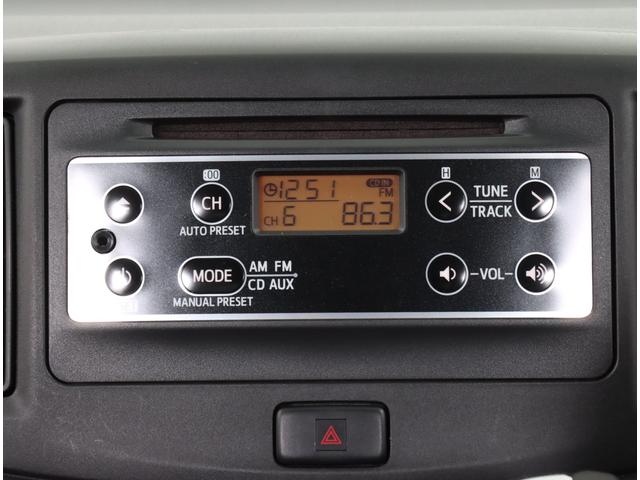 :00
H
M
CH
AUTO PRESET
12 51
CD IN
FM
CH 6
86.3
TUNE
TRACK
MODE
AM FM
CD AUX
MANUAL PRESET
VOL